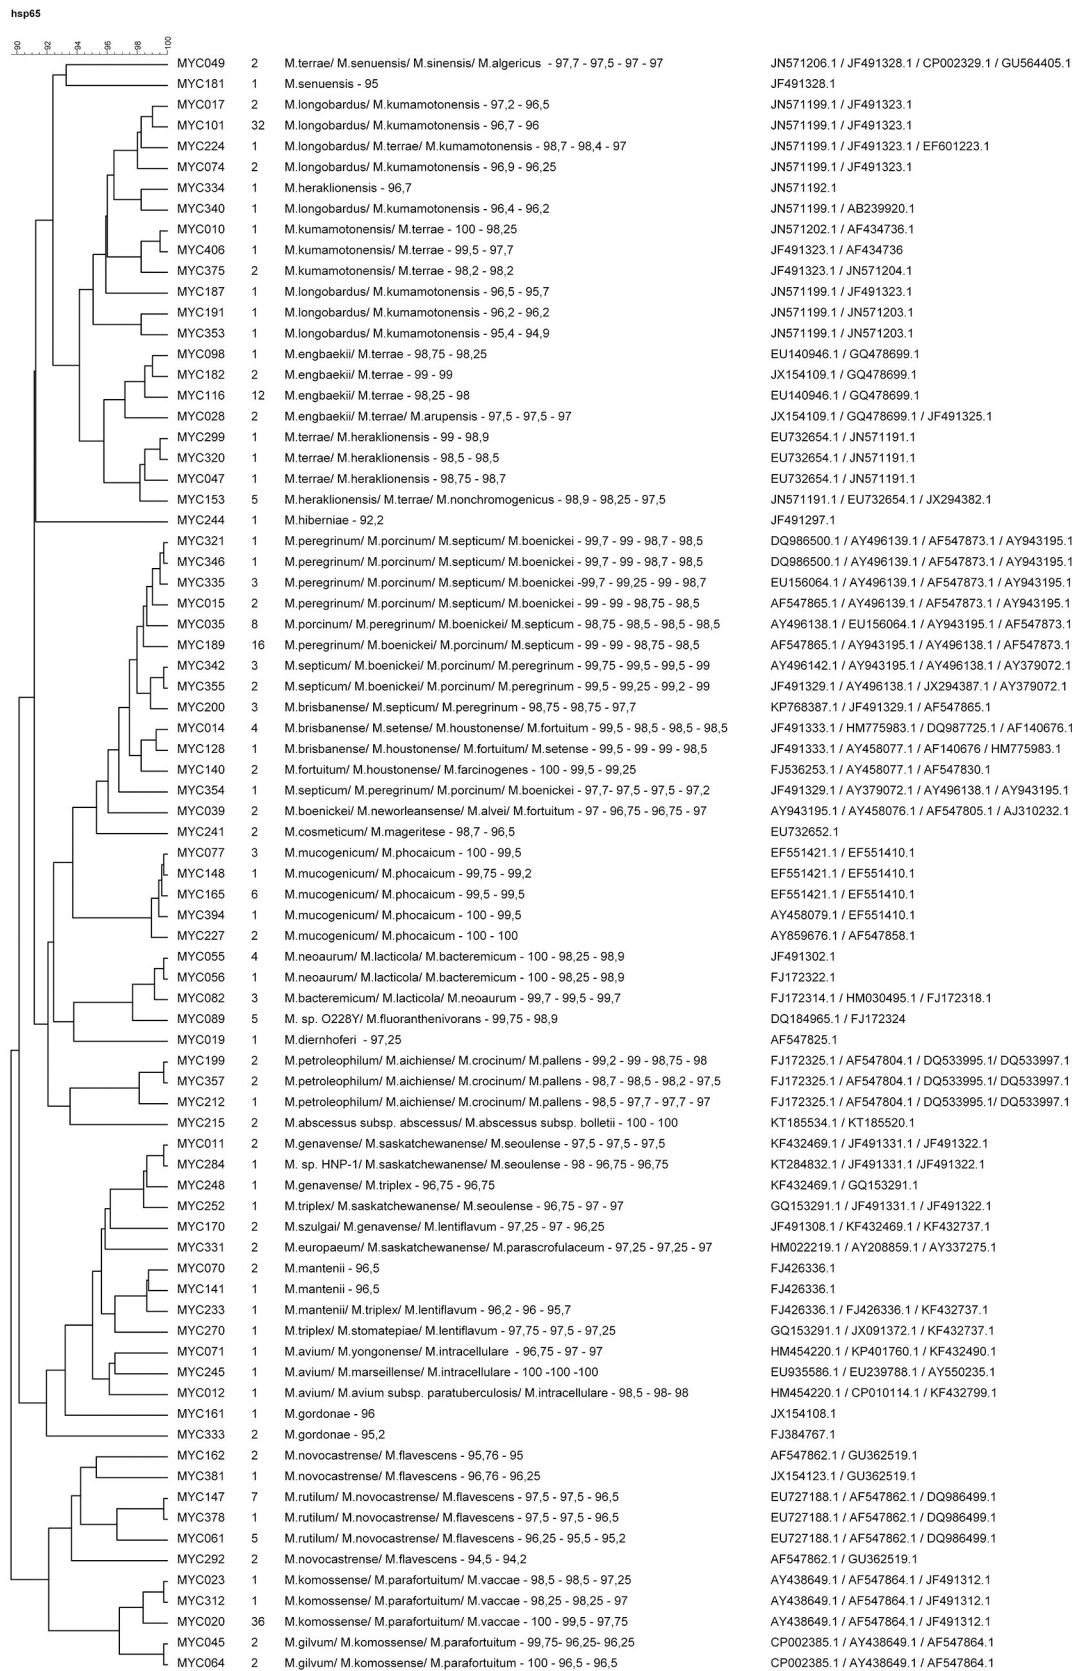 hsp65
-90 -92 -94 -96 -98 -100
MYC049 2 M.terrae/ M.senuensis/ M.sinensis/ M.algericus - 97,7 - 97,5 - 97 - 97 JN571206.1 / JF491328.1 / CP002329.1 / GU564405.1
MYC181 1 M.senuensis - 95 JF491328.1
MYC017 2 M.longobardus/ M.kumamotonensis - 97,2 - 96,5 JN571199.1 / JF491323.1
MYC101 32 M.longobardus/ M.kumamotonensis - 96,7 - 96 JN571199.1 / JF491323.1
MYC224 1 M.longobardus/ M.terrae/ M.kumamotonensis - 98,7 - 98,4 - 97 JN571199.1 / JF491323.1 / EF601223.1
MYC074 2 M.longobardus/ M.kumamotonensis - 96,9 - 96,25 JN571199.1 / JF491323.1
MYC334 1 M.heraklionensis - 96,7 JN571192.1
MYC340 1 M.longobardus/ M.kumamotonensis - 96,4 - 96,2 JN571199.1 / AB239920.1
MYC010 1 M.kumamotonensis/ M.terrae - 100 - 98,25 JN571202.1 / AF434736.1
MYC406 1 M.kumamotonensis/ M.terrae - 99,5 - 97,7 JF491323.1 / AF434736
MYC375 2 M.kumamotonensis/ M.terrae - 98,2 - 98,2 JF491323.1 / JN571204.1
MYC187 1 M.longobardus/ M.kumamotonensis - 96,5 - 95,7 JN571199.1 / JF491323.1
MYC191 1 M.longobardus/ M.kumamotonensis - 96,2 - 96,2 JN571199.1 / JN571203.1
MYC353 1 M.longobardus/ M.kumamotonensis - 95,4 - 94,9 JN571199.1 / JN571203.1
MYC098 1 M.engbaekii/ M.terrae - 98,75 - 98,25 EU140946.1 / GQ478699.1
MYC182 2 M.engbaekii/ M.terrae - 99 - 99 JX154109.1 / GQ478699.1
MYC116 12 M.engbaekii/ M.terrae - 98,25 - 98 EU140946.1 / GQ478699.1
MYC028 2 M.engbaekii/ M.terrae/ M.arupensis - 97,5 - 97,5 - 97 JX154109.1 / GQ478699.1 / JF491325.1
MYC299 1 M.terrae/ M.heraklionensis - 99 - 98,9 EU732654.1 / JN571191.1
MYC320 1 M.terrae/ M.heraklionensis - 98,5 - 98,5 EU732654.1 / JN571191.1
MYC047 1 M.terrae/ M.heraklionensis - 98,75 - 98,7 EU732654.1 / JN571191.1
MYC153 5 M.heraklionensis/ M.terrae/ M.nonchromogenicus - 98,9 - 98,25 - 97,5 JN571191.1 / EU732654.1 / JX294382.1
MYC244 1 M.hiberniae - 92,2 JF491297.1
MYC321 1 M.peregrinum/ M.porcinum/ M.septicum/ M.boenickei - 99,7 - 99 - 98,7 - 98,5 DQ986500.1 / AY496139.1 / AF547873.1 / AY943195.1
MYC346 1 M.peregrinum/ M.porcinum/ M.septicum/ M.boenickei - 99,7 - 99 - 98,7 - 98,5 DQ986500.1 / AY496139.1 / AF547873.1 / AY943195.1
MYC335 3 M.peregrinum/ M.porcinum/ M.septicum/ M.boenickei -99,7 - 99,25 - 99 - 98,7 EU156064.1 / AY496139.1 / AF547873.1 / AY943195.1
MYC015 2 M.peregrinum/ M.porcinum/ M.septicum/ M.boenickei - 99 - 99 - 98,75 - 98,5 AF547865.1 / AY496139.1 / AF547873.1 / AY943195.1
MYC035 8 M.porcinum/ M.peregrinum/ M.boenickei/ M.septicum - 98,75 - 98,5 - 98,5 - 98,5 AY496138.1 / EU156064.1 / AY943195.1 / AF547873.1
MYC189 16 M.peregrinum/ M.boenickei/ M.porcinum/ M.septicum - 99 - 99 - 98,75 - 98,5 AF547865.1 / AY943195.1 / AY496138.1 / AF547873.1
MYC342 3 M.septicum/ M.boenickei/ M.porcinum/ M.peregrinum - 99,75 - 99,5 - 99,5 - 99 AY496142.1 / AY943195.1 / AY496138.1 / AY379072.1
MYC355 2 M.septicum/ M.boenickei/ M.porcinum/ M.peregrinum - 99,5 - 99,25 - 99,2 - 99 JF491329.1 / AY496138.1 / JX294387.1 / AY379072.1
MYC200 3 M.brisbanense/ M.septicum/ M.peregrinum - 98,75 - 98,75 - 97,7 KP768387.1 / JF491329.1 / AF547865.1
MYC014 4 M.brisbanense/ M.setense/ M.houstonense/ M.fortuitum - 99,5 - 98,5 - 98,5 - 98,5 JF491333.1 / HM775983.1 / DQ987725.1 / AF140676.1
MYC128 1 M.brisbanense/ M.houstonense/ M.fortuitum/ M.setense - 99,5 - 99 - 99 - 98,5 JF491333.1 / AY458077.1 / AF140676 / HM775983.1
MYC140 2 M.fortuitum/ M.houstonense/ M.farcinogenes - 100 - 99,5 - 99,25 FJ536253.1 / AY458077.1 / AF547830.1
MYC354 1 M.septicum/ M.peregrinum/ M.porcinum/ M.boenickei - 97,7- 97,5 - 97,5 - 97,2 JF491329.1 / AY379072.1 / AY496138.1 / AY943195.1
MYC039 2 M.boenickei/ M.neworleansense/ M.alvei/ M.fortuitum - 97 - 96,75 - 96,75 - 97 AY943195.1 / AY458076.1 / AF547805.1 / AJ310232.1
MYC241 2 M.cosmeticum/ M.mageritese - 98,7 - 96,5 EU732652.1
MYC077 3 M.mucogenicum/ M.phocaicum - 100 - 99,5 EF551421.1 / EF551410.1
MYC148 1 M.mucogenicum/ M.phocaicum - 99,75 - 99,2 EF551421.1 / EF551410.1
MYC165 6 M.mucogenicum/ M.phocaicum - 99,5 - 99,5 EF551421.1 / EF551410.1
MYC394 1 M.mucogenicum/ M.phocaicum - 100 - 99,5 AY458079.1 / EF551410.1
MYC227 2 M.mucogenicum/ M.phocaicum - 100 - 100 AY859676.1 / AF547858.1
MYC055 4 M.neoaurum/ M.lacticola/ M.bacteremicum - 100 - 98,25 - 98,9 JF491302.1
MYC056 1 M.neoaurum/ M.lacticola/ M.bacteremicum - 100 - 98,25 - 98,9 FJ172322.1
MYC082 3 M.bacteremicum/ M.lacticola/ M.neoaurum - 99,7 - 99,5 - 99,7 FJ172314.1 / HM030495.1 / FJ172318.1
MYC089 5 M. sp. O228Y/ M.fluoranthenivorans - 99,75 - 98,9 DQ184965.1 / FJ172324
MYC019 1 M.diernhoferi - 97,25 AF547825.1
MYC199 2 M.petroleophilum/ M.aichiense/ M.crocinum/ M.pallens - 99,2 - 99 - 98,75 - 98 FJ172325.1 / AF547804.1 / DQ533995.1/ DQ533997.1
MYC357 2 M.petroleophilum/ M.aichiense/ M.crocinum/ M.pallens - 98,7 - 98,5 - 98,2 - 97,5 FJ172325.1 / AF547804.1 / DQ533995.1/ DQ533997.1
MYC212 1 M.petroleophilum/ M.aichiense/ M.crocinum/ M.pallens - 98,5 - 97,7 - 97,7 - 97 FJ172325.1 / AF547804.1 / DQ533995.1/ DQ533997.1
MYC215 2 M.abscessus subsp. abscessus/ M.abscessus subsp. bolletii - 100 - 100 KT185534.1 / KT185520.1
MYC011 2 M.genavense/ M.saskatchewanense/ M.seoulense - 97,5 - 97,5 - 97,5 KF432469.1 / JF491331.1 / JF491322.1
MYC284 1 M. sp. HNP-1/ M.saskatchewanense/ M.seoulense - 98 - 96,75 - 96,75 KT284832.1 / JF491331.1 /JF491322.1
MYC248 1 M.genavense/ M.triplex - 96,75 - 96,75 KF432469.1 / GQ153291.1
MYC252 1 M.triplex/ M.saskatchewanense/ M.seoulense - 96,75 - 97 - 97 GQ153291.1 / JF491331.1 / JF491322.1
MYC170 2 M.szulgai/ M.genavense/ M.lentiflavum - 97,25 - 97 - 96,25 JF491308.1 / KF432469.1 / KF432737.1
MYC331 2 M.europaeum/ M.saskatchewanense/ M.parascrofulaceum - 97,25 - 97,25 - 97 HM022219.1 / AY208859.1 / AY337275.1
MYC070 2 M.mantenii - 96,5 FJ426336.1
MYC141 1 M.mantenii - 96,5 FJ426336.1
MYC233 1 M.mantenii/ M.triplex/ M.lentiflavum - 96,2 - 96 - 95,7 FJ426336.1 / FJ426336.1 / KF432737.1
MYC270 1 M.triplex/ M.stomatepiae/ M.lentiflavum - 97,75 - 97,5 - 97,25 GQ153291.1 / JX091372.1 / KF432737.1
MYC071 1 M.avium/ M.yongonense/ M.intracellulare - 96,75 - 97 - 97 HM454220.1 / KP401760.1 / KF432490.1
MYC245 1 M.avium/ M.marseillense/ M.intracellulare - 100 -100 -100 EU935586.1 / EU239788.1 / AY550235.1
MYC012 1 M.avium/ M.avium subsp. paratuberculosis/ M.intracellulare - 98,5 - 98- 98 HM454220.1 / CP010114.1 / KF432799.1
MYC161 1 M.gordonae - 96 JX154108.1
MYC333 2 M.gordonae - 95,2 FJ384767.1
MYC162 2 M.novocastrense/ M.flavescens - 95,76 - 95 AF547862.1 / GU362519.1
MYC381 1 M.novocastrense/ M.flavescens - 96,76 - 96,25 JX154123.1 / GU362519.1
MYC147 7 M.rutilum/ M.novocastrense/ M.flavescens - 97,5 - 97,5 - 96,5 EU727188.1 / AF547862.1 / DQ986499.1
MYC378 1 M.rutilum/ M.novocastrense/ M.flavescens - 97,5 - 97,5 - 96,5 EU727188.1 / AF547862.1 / DQ986499.1
MYC061 5 M.rutilum/ M.novocastrense/ M.flavescens - 96,25 - 95,5 - 95,2 EU727188.1 / AF547862.1 / DQ986499.1
MYC292 2 M.novocastrense/ M.flavescens - 94,5 - 94,2 AF547862.1 / GU362519.1
MYC023 1 M.komossense/ M.parafortuitum/ M.vaccae - 98,5 - 98,5 - 97,25 AY438649.1 / AF547864.1 / JF491312.1
MYC312 1 M.komossense/ M.parafortuitum/ M.vaccae - 98,25 - 98,25 - 97 AY438649.1 / AF547864.1 / JF491312.1
MYC020 36 M.komossense/ M.parafortuitum/ M.vaccae - 100 - 99,5 - 97,75 AY438649.1 / AF547864.1 / JF491312.1
MYC045 2 M.gilvum/ M.komossense/ M.parafortuitum - 99,75- 96,25- 96,25 CP002385.1 / AY438649.1 / AF547864.1
MYC064 2 M.gilvum/ M.komossense/ M.parafortuitum - 100 - 96,5 - 96,5 CP002385.1 / AY438649.1 / AF547864.1